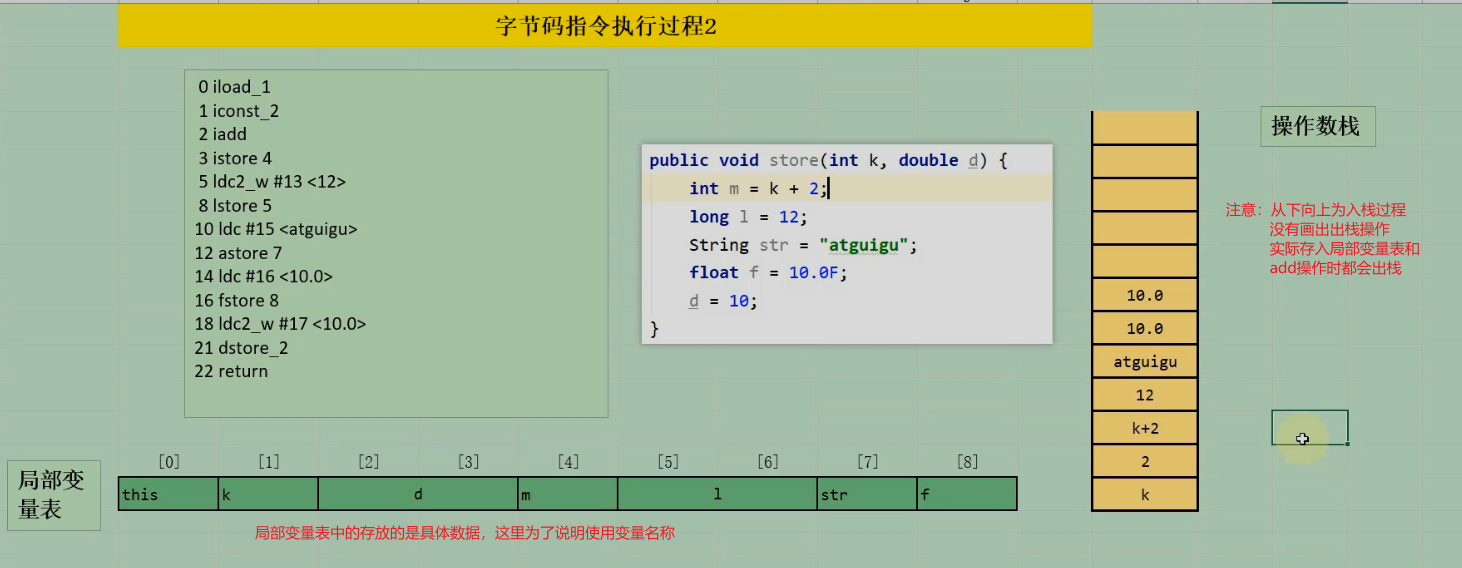 字节码指令执行过程2
0 iload_1
1 iconst_2
2 iadd
3 istore 4
5 ldc2_w #13 <12>
8 lstore 5
10 ldc #15 <atguigu>
12 astore 7
14 ldc #16 <10.0>
16 fstore 8
18 ldc2_w #17 <10.0>
21 dstore_2
22 return
public void store(int k, double d) {
int m = k + 2;
long l = 12;
String str = "atguigu";
float f = 10.0F;
d = 10;
}
操作数栈
10.0
10.0
atguigu
12
k+2
2
k
注意：从下向上为入栈过程
没有画出出栈操作
实际存入局部变量表和
add操作时都会出栈
局部变
量表
[0] [1] [2] [3] [4] [5] [6] [7] [8]
this k d m l str f
局部变量表中的存放的是具体数据，这里为了说明使用变量名称